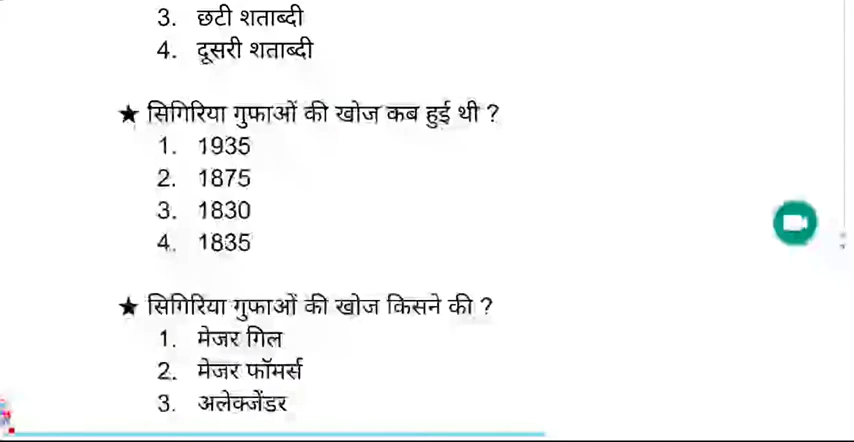 3. छटी शताब्दी
4. दूसरी शताब्दी
★ सिगिरिया गुफाओं की खोज कब हुई थी ?
1. 1935
2. 1875
3. 1830
4. 1835
★ सिगिरिया गुफाओं की खोज किसने की ?
1. मेजर गिल
2. मेजर फॉमर्स
3. अलेक्जेंडर